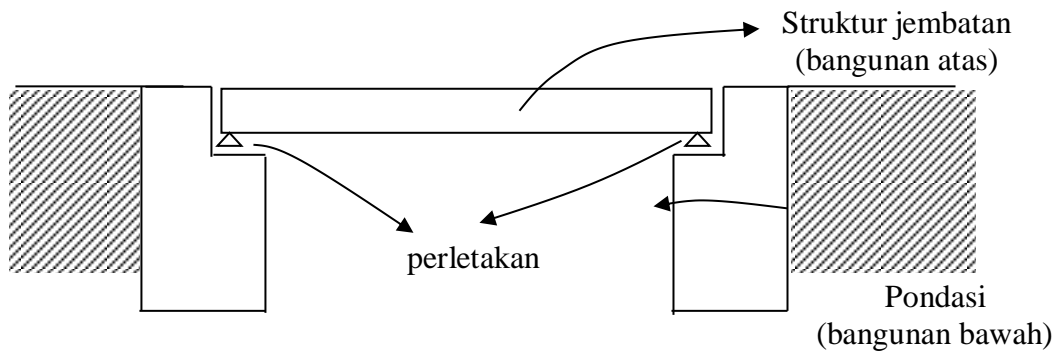 Struktur jembatan
(bangunan atas)
perletakan
Pondasi
(bangunan bawah)